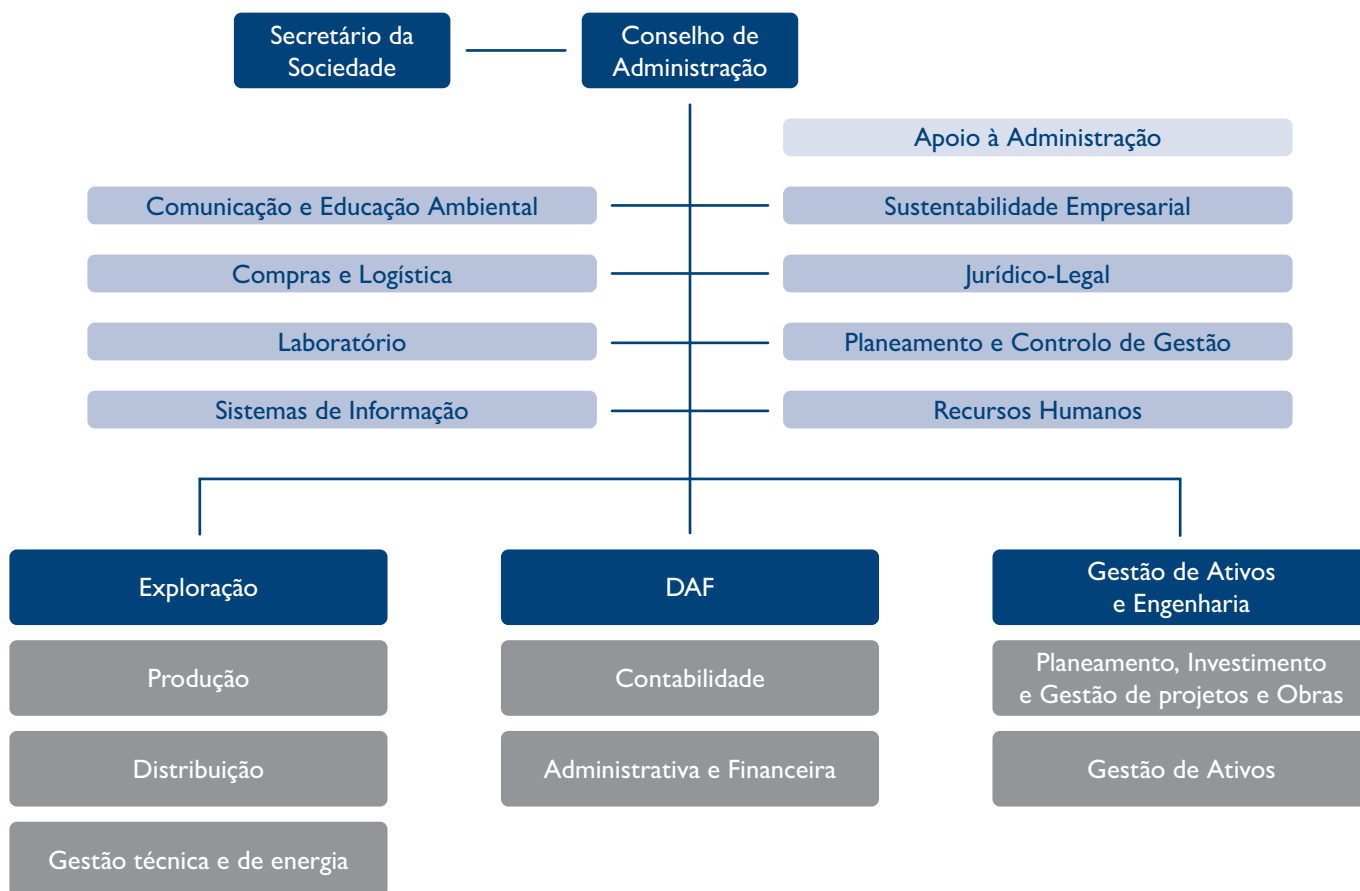 Secretário da
Sociedade
Conselho de
Administração
Apoio à Administração
Comunicação e Educação Ambiental
Sustentabilidade Empresarial
Compras e Logística
Jurídico-Legal
Laboratório
Planeamento e Controlo de Gestão
Sistemas de Informação
Recursos Humanos
Exploração
DAF
Gestão de Ativos
e Engenharia
Produção
Contabilidade
Planeamento, Investimento
e Gestão de projetos e Obras
Distribuição
Administrativa e Financeira
Gestão de Ativos
Gestão técnica e de energia